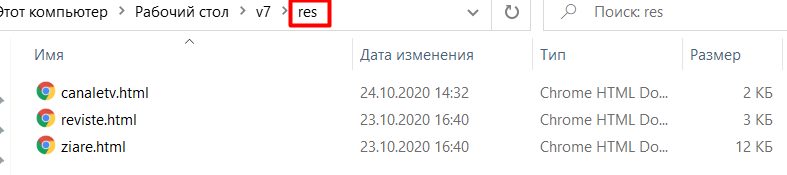 Этот компьютер > Рабочий стол > v7 > res Поиск: res
Имя Дата изменения Тип Размер
canaletv.html 24.10.2020 14:32 Chrome HTML Do... 2 КБ
reviste.html 23.10.2020 16:40 Chrome HTML Do... 3 КБ
ziare.html 23.10.2020 16:40 Chrome HTML Do... 12 КБ